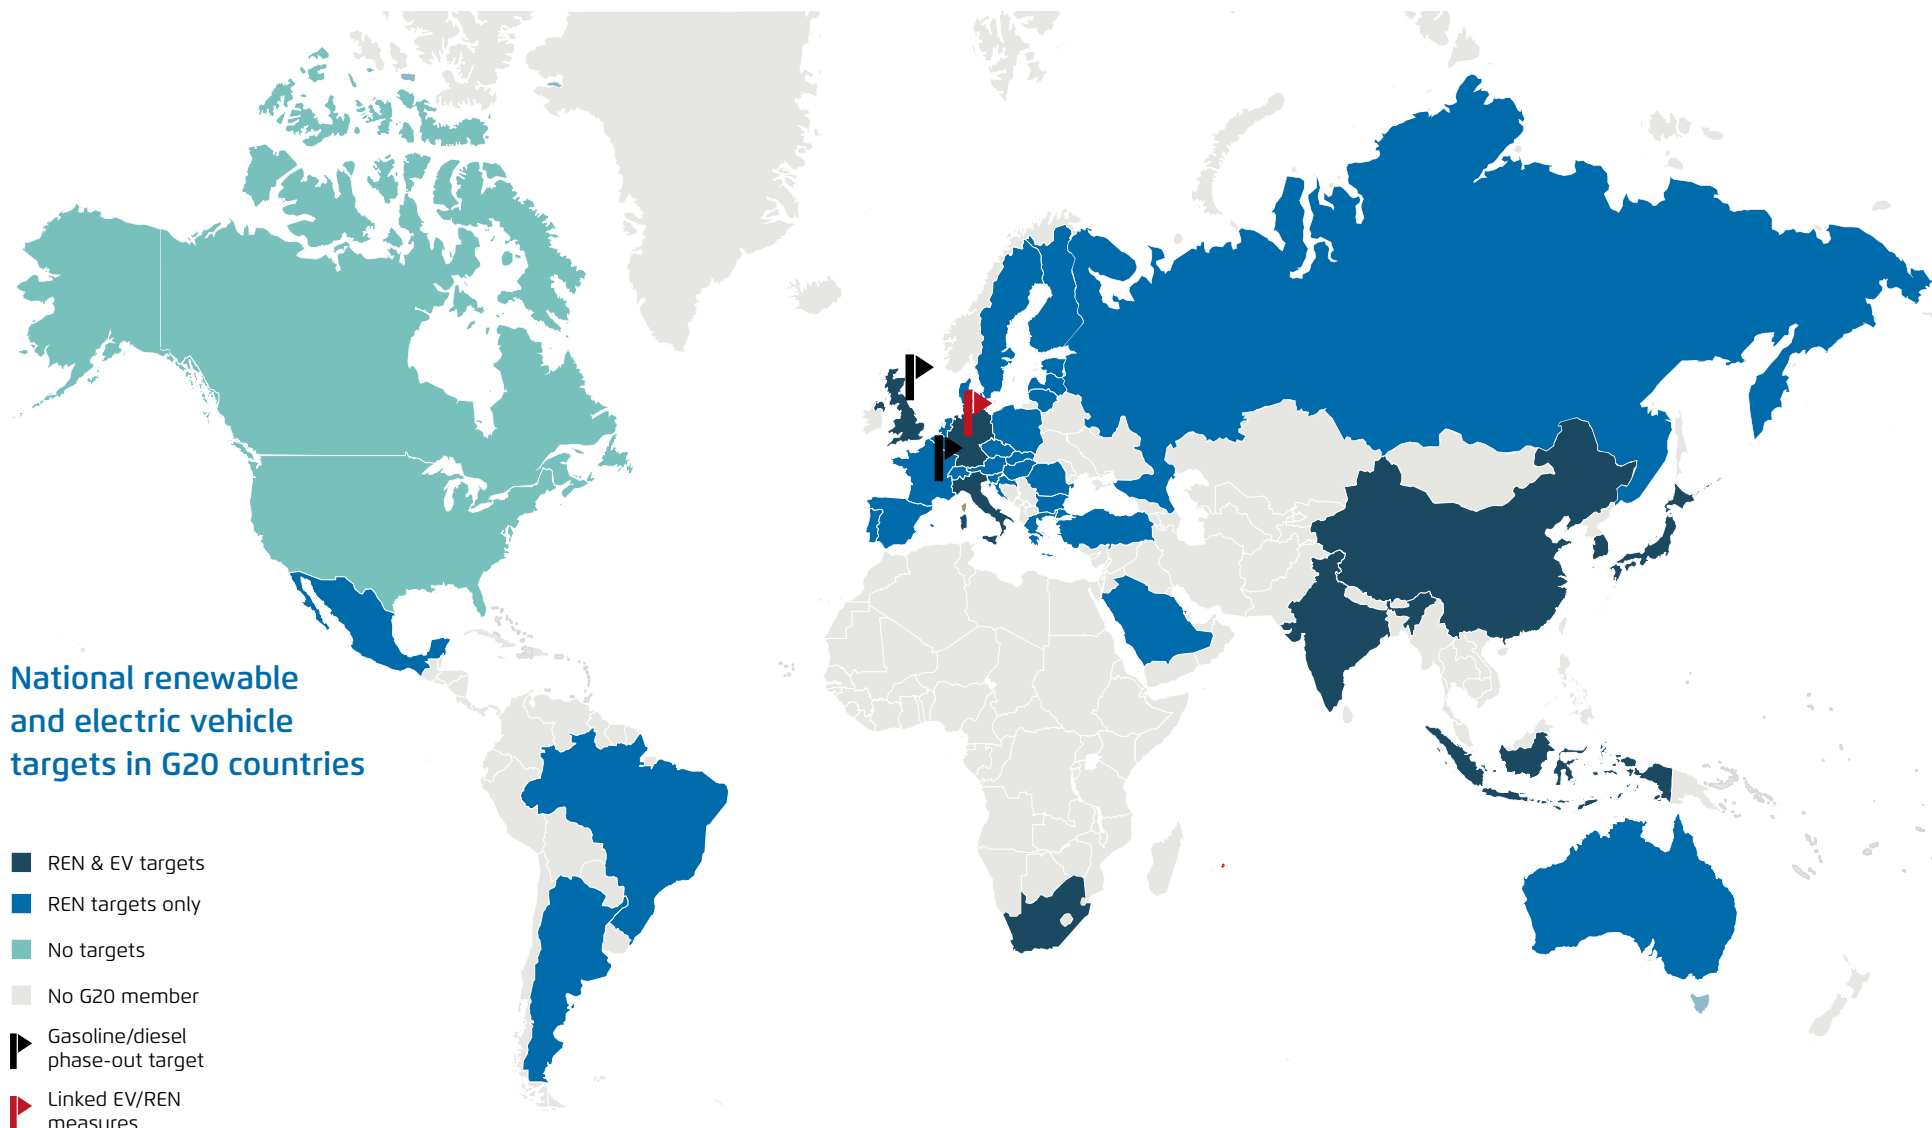 National renewable
and electric vehicle
targets in G20 countries
REN & EV targets
REN targets only
No targets
No G20 member
Gasoline/diesel
phase-out target
Linked EV/REN
measures